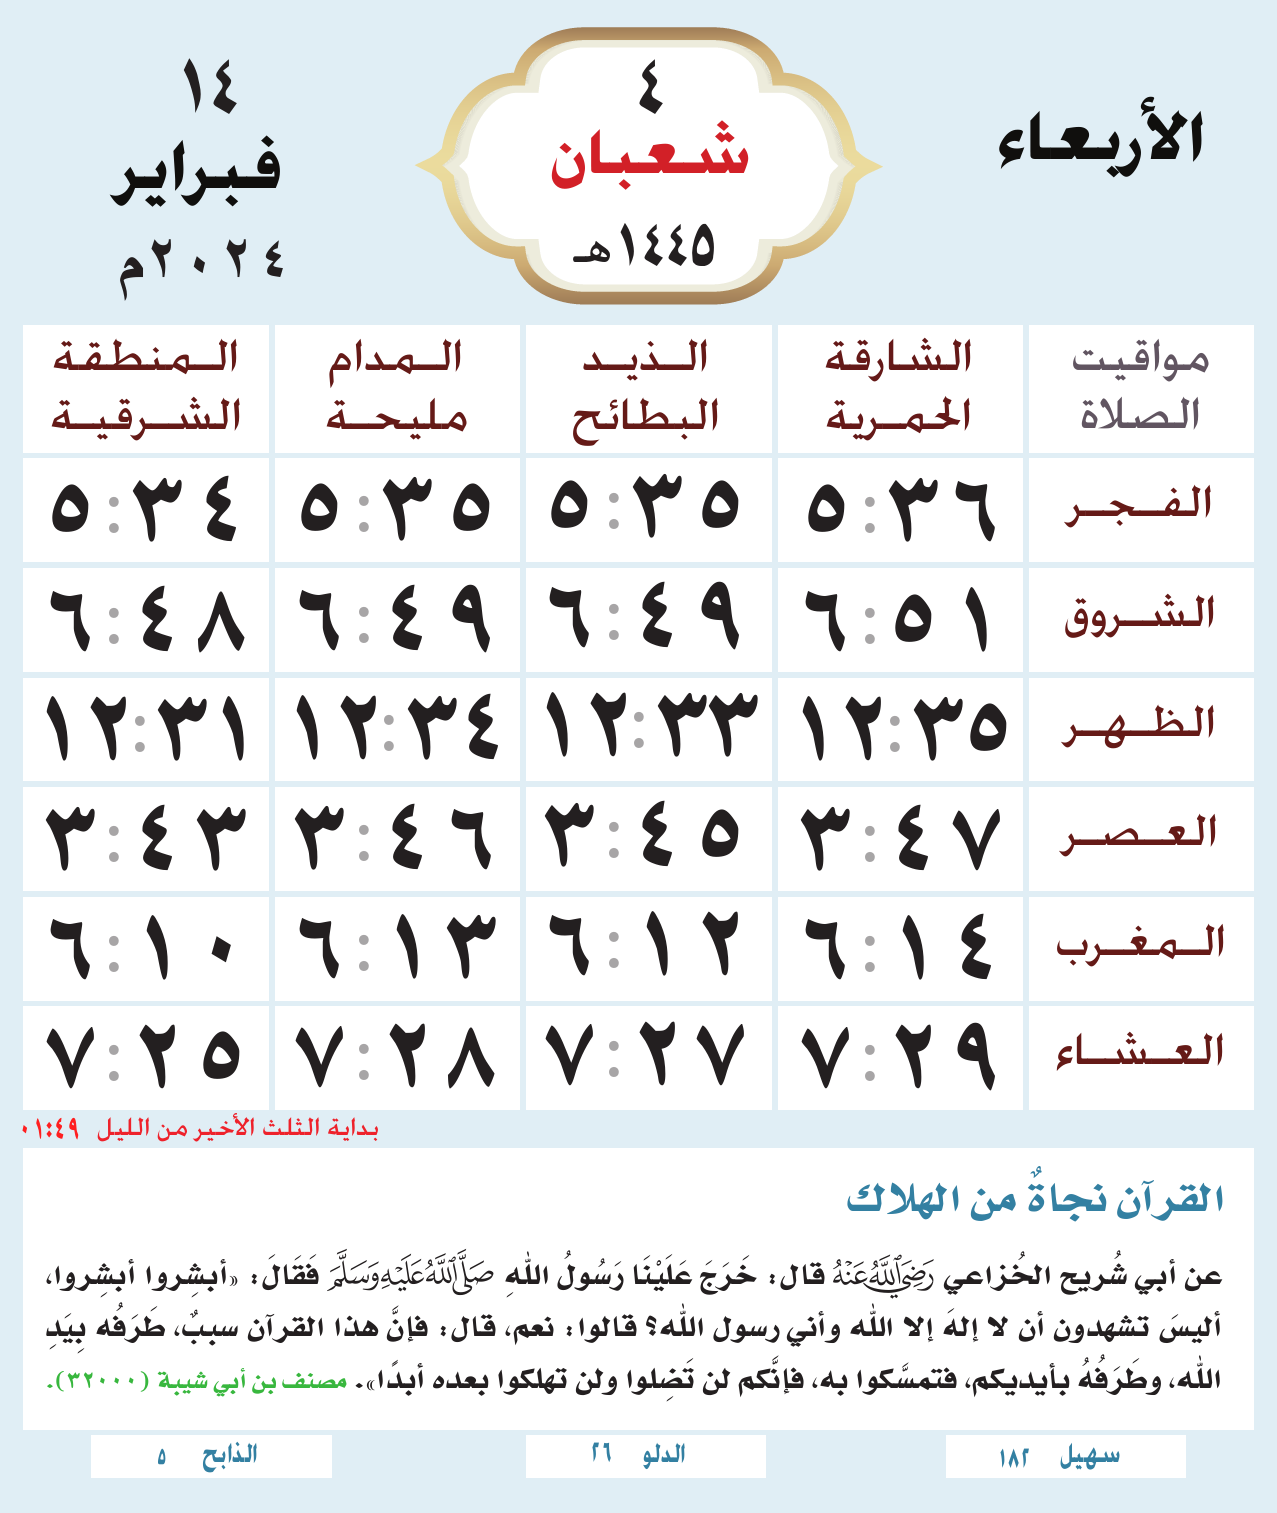 الأربعاء
٤
شعبان
١٤٤٥هـ
١٤
فبراير
٢٠٢٤م
مواقيت الصلاة	الشارقة الحمرية	الذيد البطائح	المدام مليحة	المنطقة الشرقية
الفجر	٥:٣٦	٥:٣٥	٥:٣٥	٥:٣٤
الشروق	٦:٥١	٦:٤٩	٦:٤٩	٦:٤٨
الظهر	١٢:٣٥	١٢:٣٣	١٢:٣٤	١٢:٣١
العصر	٣:٤٧	٣:٤٥	٣:٤٦	٣:٤٣
المغرب	٦:١٤	٦:١٢	٦:١٣	٦:١٠
العشاء	٧:٢٩	٧:٢٧	٧:٢٨	٧:٢٥
بداية الثلث الأخير من الليل ٠١:٤٩
القرآن نجاةٌ من الهلاك
عن أبي شُريح الخُزاعي رَضِيَ اللَّهُ عَنْهُ قال: خَرَجَ عَلَيْنَا رَسُولُ اللهِ صَلَّى اللَّهُ عَلَيْهِ وَسَلَّمَ فَقَالَ: «أبشِروا أبشِروا،
أليسَ تشهدون أن لا إلهَ إلا الله وأني رسول الله؟ قالوا: نعم، قال: فإنَّ هذا القرآن سببٌ، طَرَفُه بِيَدِ
الله، وطَرَفُهُ بأيديكم، فتمسَّكوا به، فإنَّكم لن تَضِلوا ولن تهلكوا بعده أبدًا». مصنف بن أبي شيبة (٣٢٠٠٠).
سهيل ١٨٢
الدلو ٢٦
الذابح ٥